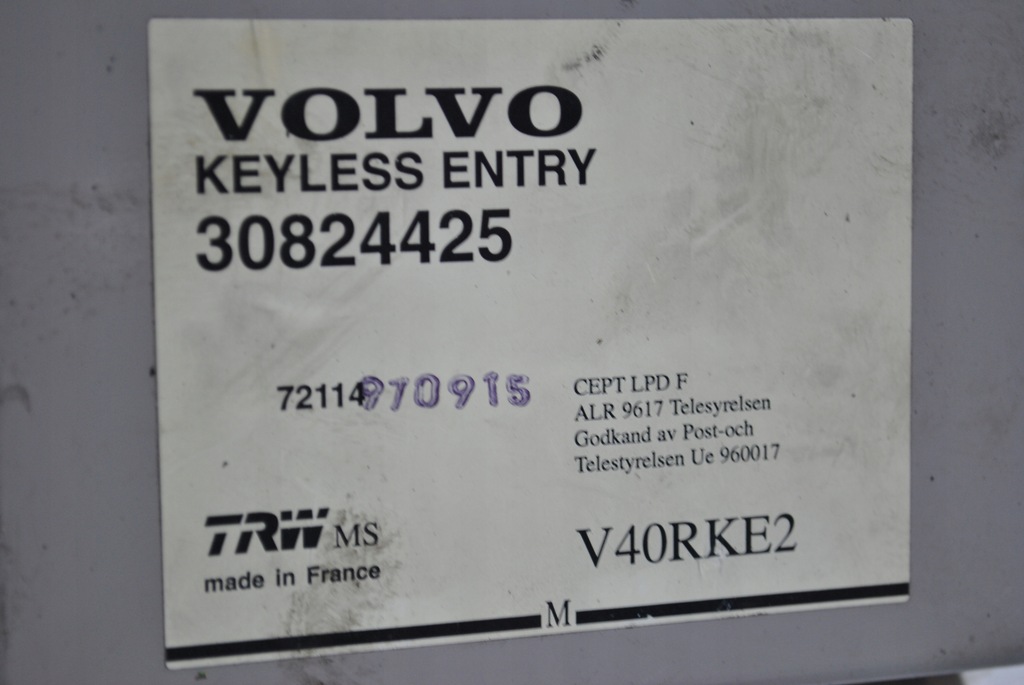 VOLVO
KEYLESS ENTRY
30824425
72114 970915
CEPT LPD F
ALR 9617 Telesyrelsen
Godkand av Post-och
Telestyrelsen Ue 960017
TRW MS
made in France
V40RKE2
M